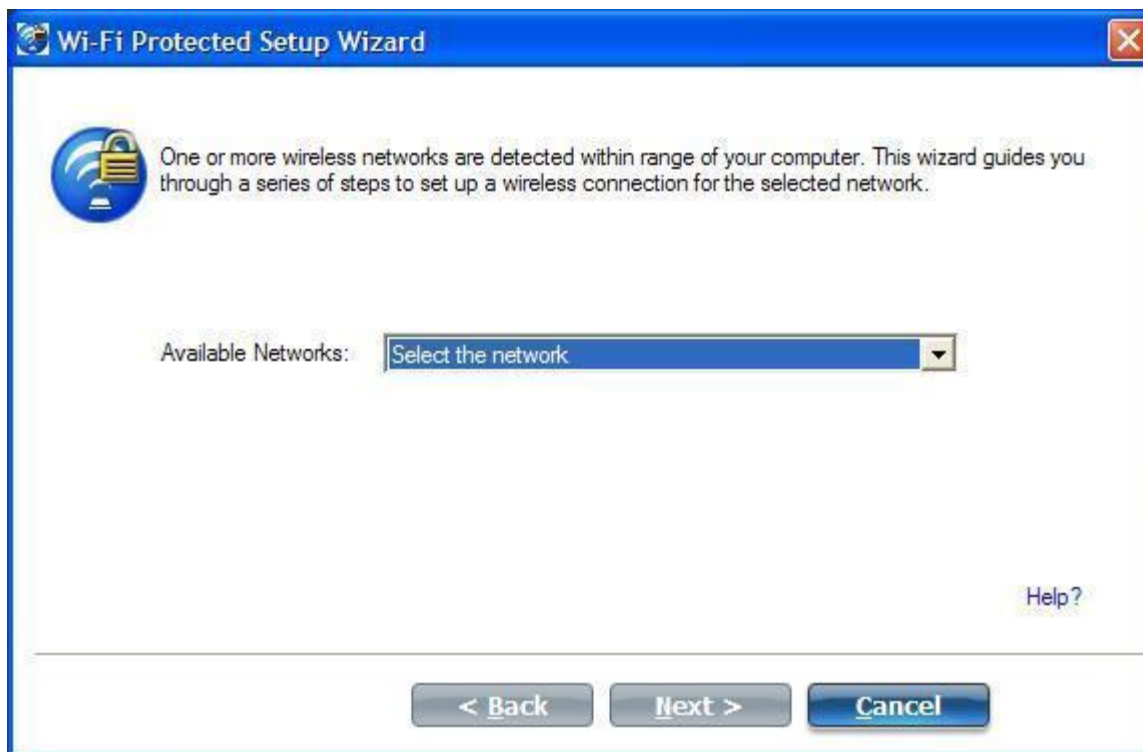 Wi-Fi Protected Setup Wizard
One or more wireless networks are detected within range of your computer. This wizard guides you
through a series of steps to set up a wireless connection for the selected network.
Available Networks: Select the network
Help?
< Back Next > Cancel